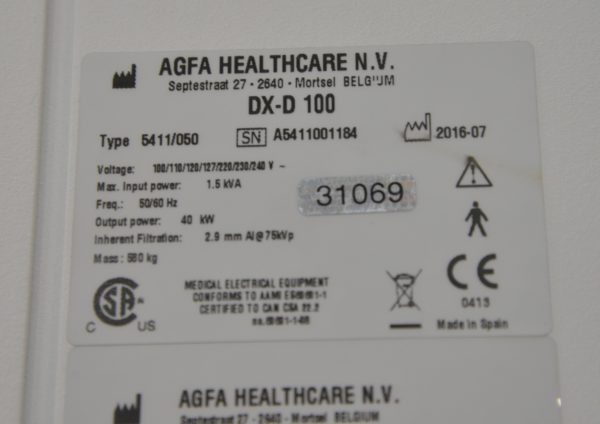 AGFA HEALTHCARE N.V.
Septestraat 27 - 2640 - Mortsel BELGIUM
DX-D 100
Type 5411/050 SN A5411001184 2016-07
Voltage: 100/110/120/127/220/230/240 V ~
Max. Input power: 1.5 kVA
Freq.: 50/60 Hz
Output power: 40 kW
Inherent Filtration: 2.9 mm Al@75kVp
Mass: 580 kg
31069
MEDICAL ELECTRICAL EQUIPMENT
CONFORMS TO AAMI ES60601-1
CERTIFIED TO CAN CSA 22.2
no. 60601-1-08
C US
CE
0413
Made in Spain
AGFA HEALTHCARE N.V.
Septestraat 27 - 2640 - Mortsel BELGIUM